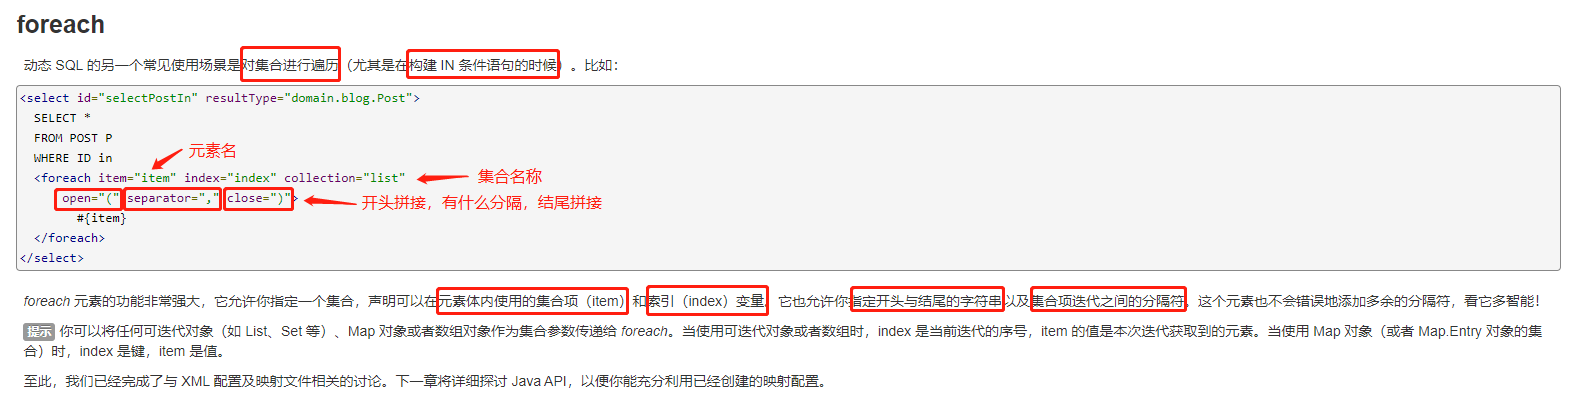 foreach
动态 SQL 的另一个常见使用场景是对集合进行遍历（尤其是在构建 IN 条件语句的时候）。比如：
<select id="selectPostIn" resultType="domain.blog.Post">
SELECT *
FROM POST P
元素名
WHERE ID in
<foreach item="item" index="index" collection="list"
集合名称
open="(" separator="," close=")">
开头拼接，有什么分隔，结尾拼接
#{item}
</foreach>
</select>
foreach 元素的功能非常强大，它允许你指定一个集合，声明可以在元素体内使用的集合项（item）和索引（index）变量。它也允许你指定开头与结尾的字符串以及集合项迭代之间的分隔符。这个元素也不会错误地添加多余的分隔符，看它多智能！
提示 你可以将任何可迭代对象（如 List、Set 等）、Map 对象或者数组对象作为集合参数传递给 foreach。当使用可迭代对象或者数组时，index 是当前迭代的序号，item 的值是本次迭代获取到的元素。当使用 Map 对象（或者 Map.Entry 对象的集
合）时，index 是键，item 是值。
至此，我们已经完成了与 XML 配置及映射文件相关的讨论。下一章将详细探讨 Java API，以便你能充分利用已经创建的映射配置。